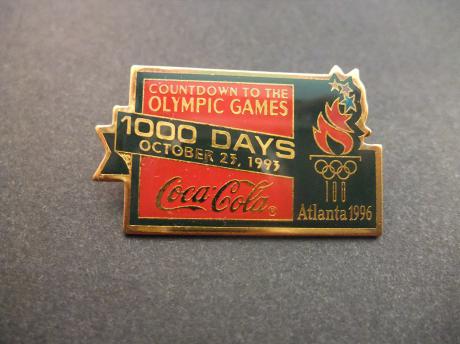 COUNTDOWN TO THE
OLYMPIC GAMES
1000 DAYS
OCTOBER 23, 1993
Coca-Cola®
Atlanta 1996